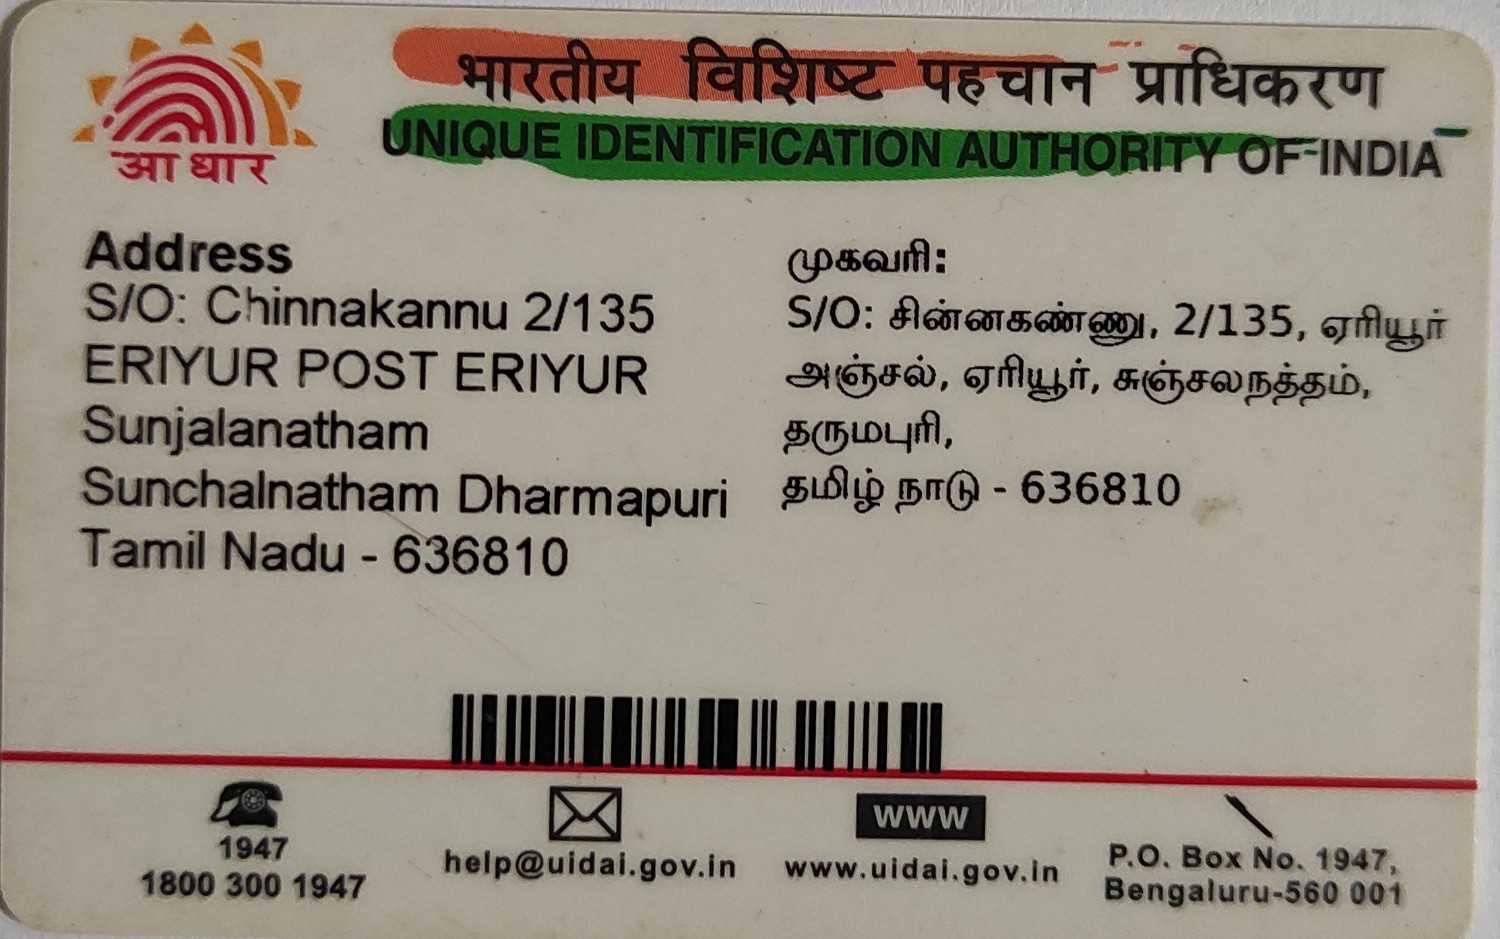 आधार
भारतीय विशिष्ट पहचान प्राधिकरण
UNIQUE IDENTIFICATION AUTHORITY OF INDIA
Address
S/O: Chinnakannu 2/135
ERIYUR POST ERIYUR
Sunjalanatham
Sunchalnatham Dharmapuri
Tamil Nadu - 636810
முகவரி:
S/O: சின்னகண்ணு, 2/135, ஏரியூர்
அஞ்சல், ஏரியூர், சுஞ்சலநத்தம்,
தருமபுரி,
தமிழ் நாடு - 636810
1947
1800 300 1947
help@uidai.gov.in
www
www.uidai.gov.in
P.O. Box No. 1947,
Bengaluru-560 001